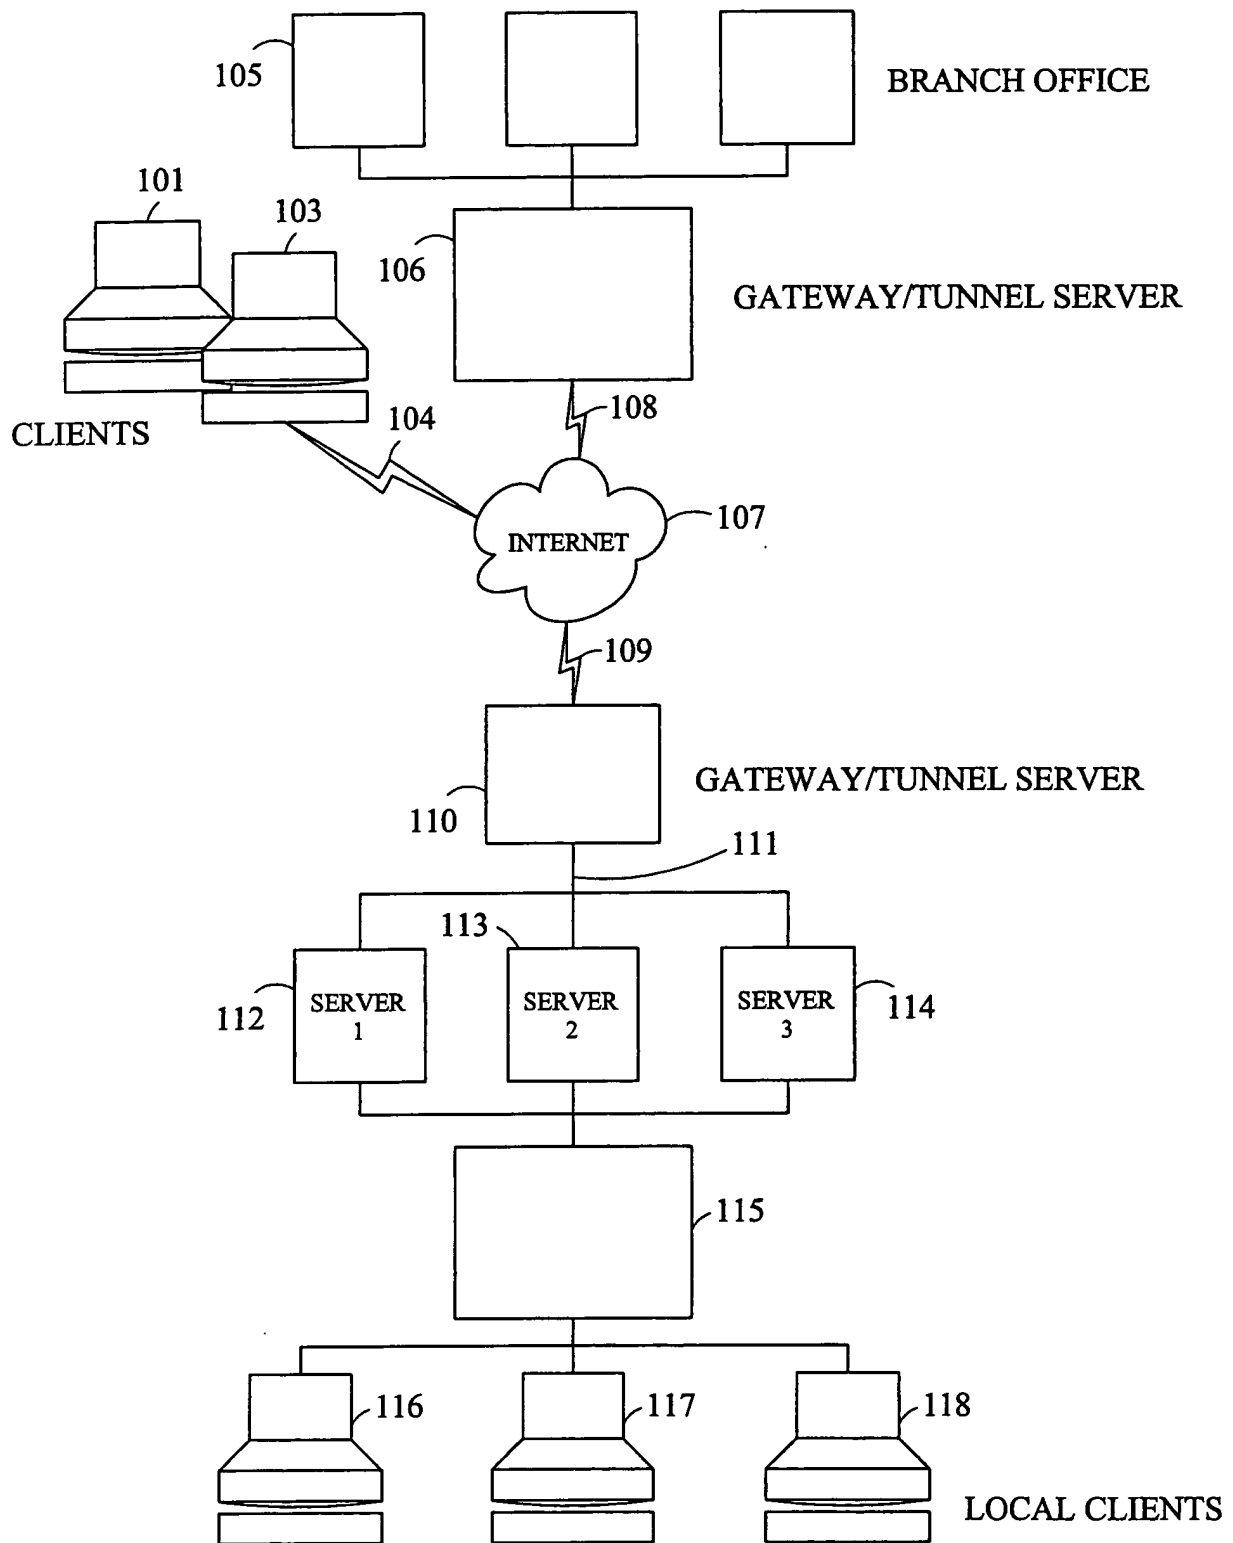 105
BRANCH OFFICE
101
103
106
GATEWAY/TUNNEL SERVER
108
104
CLIENTS
107
INTERNET
109
GATEWAY/TUNNEL SERVER
110
111
113
112
SERVER
1
SERVER
2
SERVER
3
114
115
116
117
118
LOCAL CLIENTS